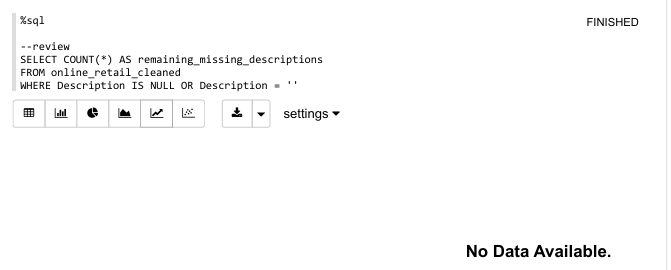 %sql
FINISHED
--review
SELECT COUNT(*) AS remaining_missing_descriptions
FROM online_retail_cleaned
WHERE Description IS NULL OR Description = ''
settings
No Data Available.